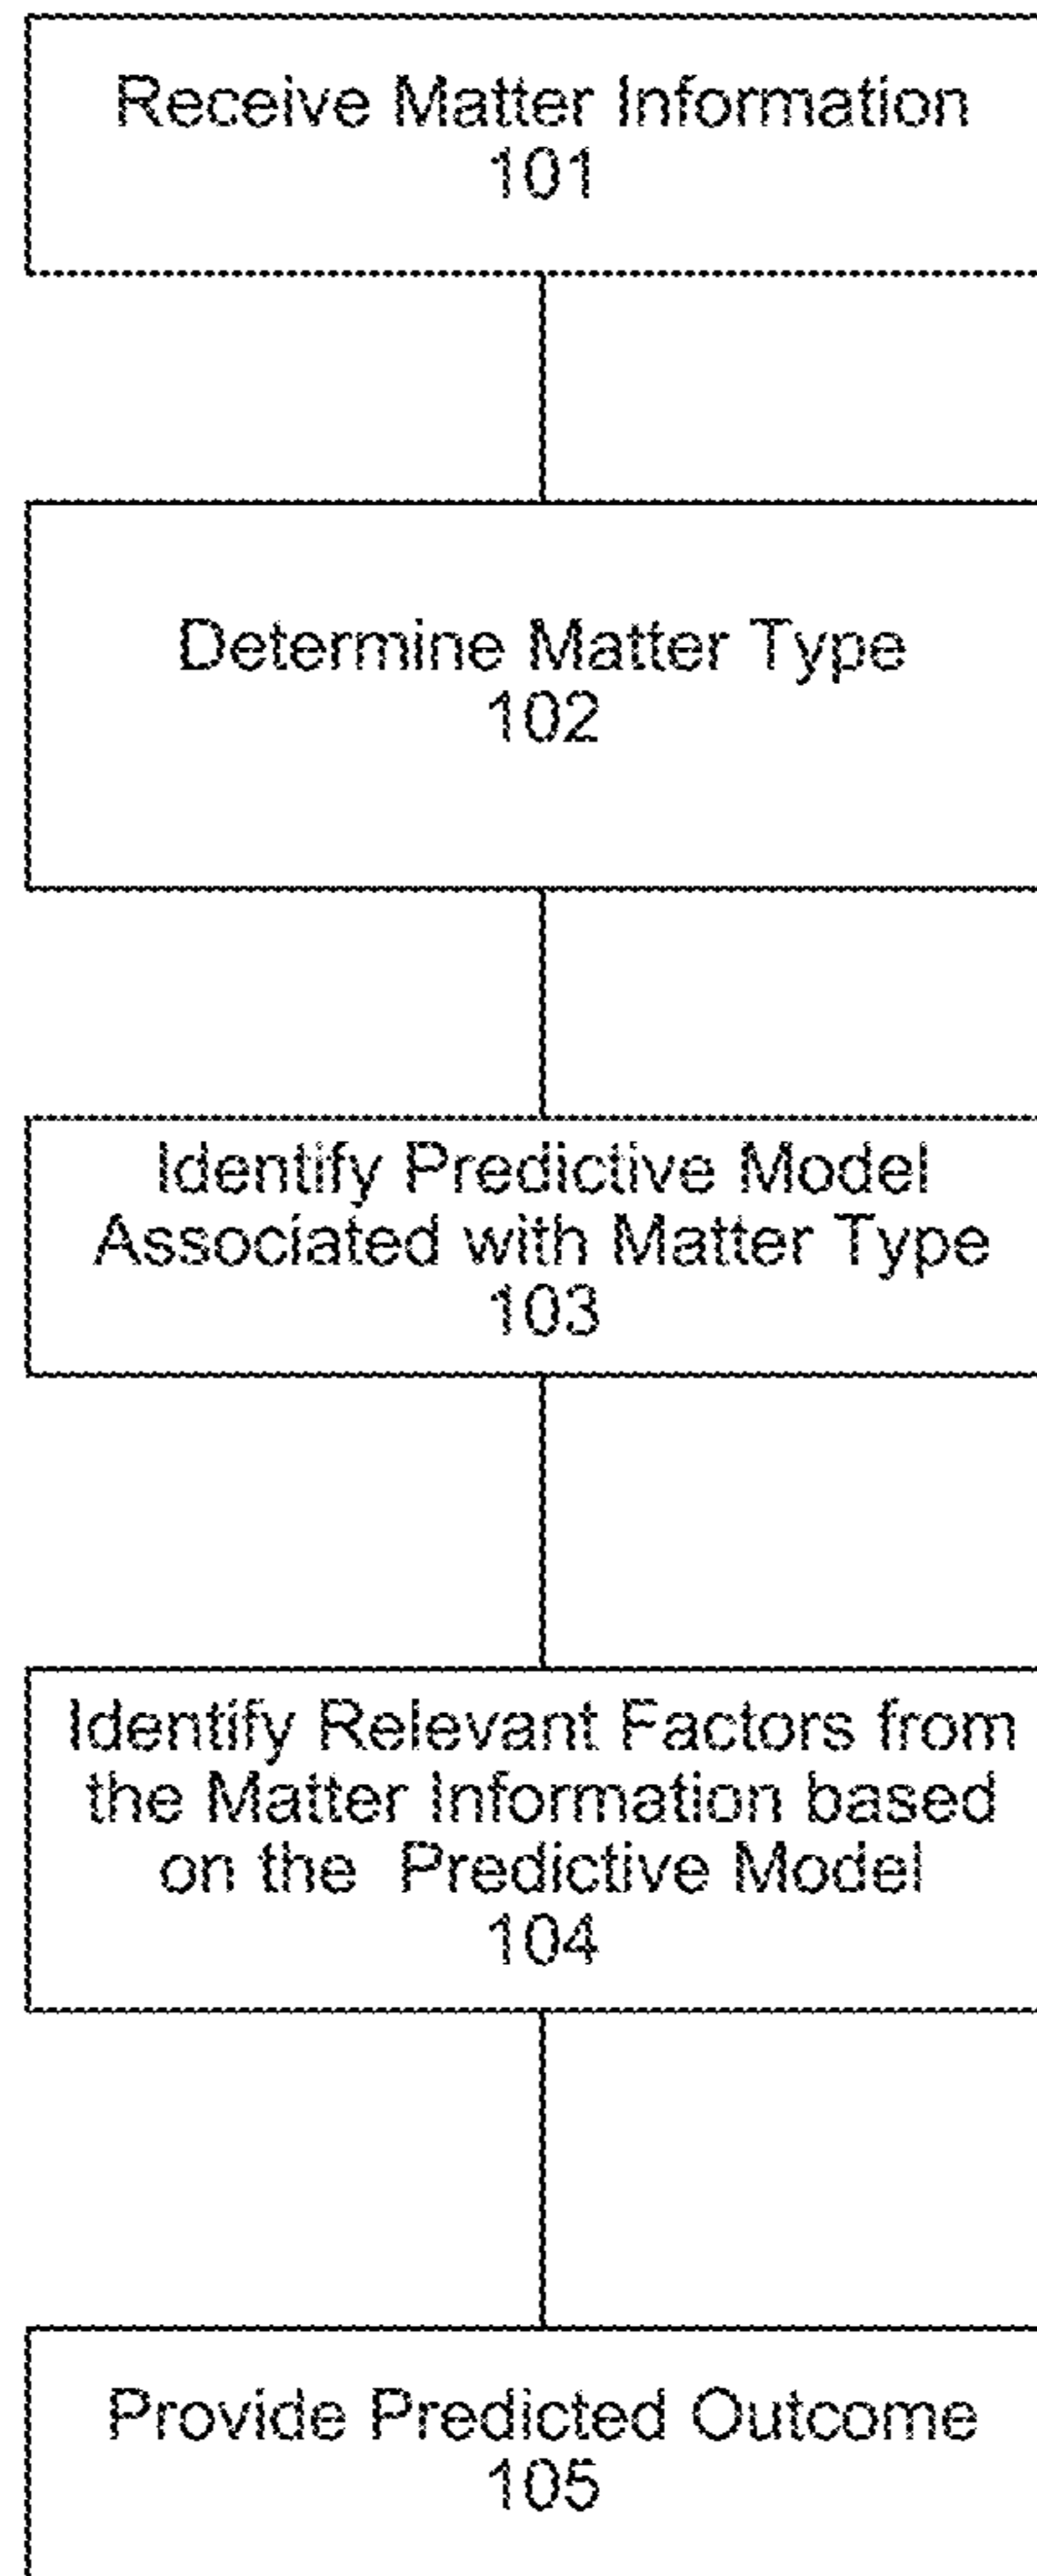 Receive Matter Information
101
Determine Matter Type
102
Identify Predictive Model
Associated with Matter Type
103
Identify Relevant Factors from
the Matter Information based
on the Predictive Model
104
Provide Predicted Outcome
105